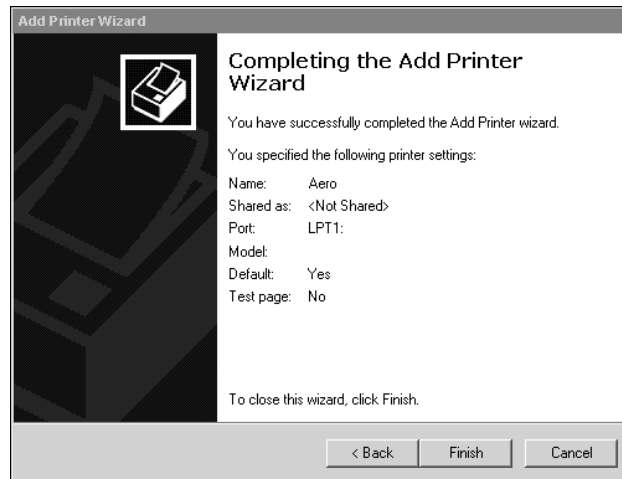 Add Printer Wizard
Completing the Add Printer
Wizard
You have successfully completed the Add Printer wizard.
You specified the following printer settings:
Name: Aero
Shared as: <Not Shared>
Port: LPT1:
Model:
Default: Yes
Test page: No
To close this wizard, click Finish.
< Back Finish Cancel